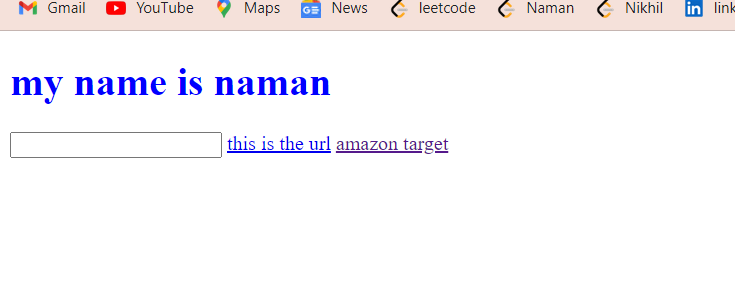 Gmail YouTube Maps News leetcode Naman Nikhil link
my name is naman
this is the url amazon target